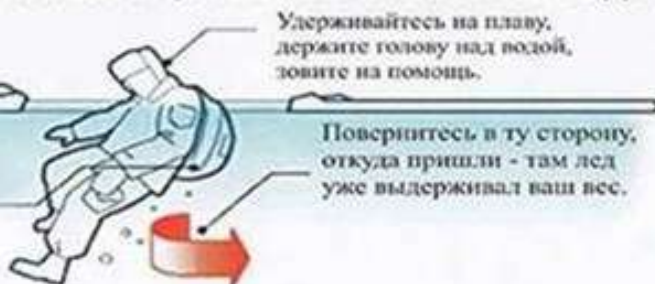 Удерживайтесь на плаву,
держите голову над водой,
зовите на помощь.
Повернитесь в ту сторону,
откуда пришли - там лед
уже выдерживал ваш вес.